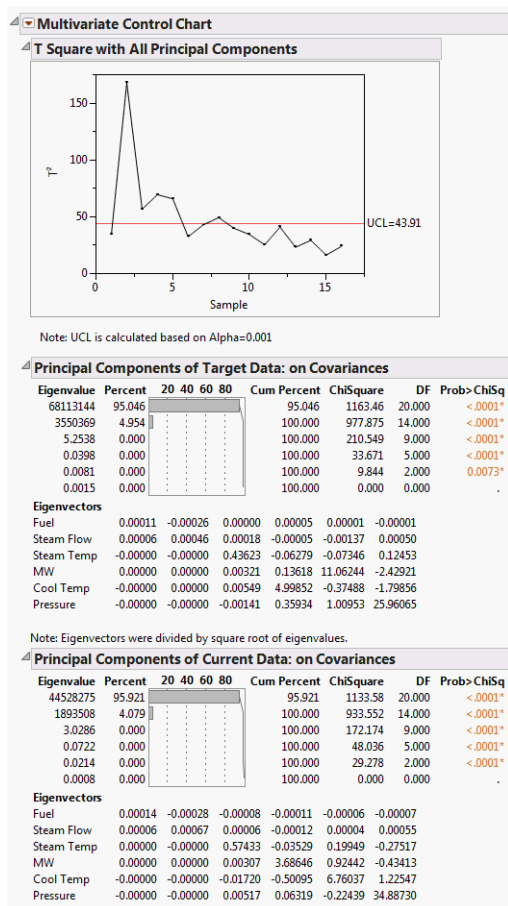 Multivariate Control Chart
T Square with All Principal Components
150
100
50
0
T²
UCL=43.91
0 5 10 15
Sample
Note: UCL is calculated based on Alpha=0.001
Principal Components of Target Data: on Covariances
Eigenvalue Percent 20 40 60 80 Cum Percent ChiSquare DF Prob>ChiSq
68113144 95.046 95.046 1163.46 20.000 <.0001*
3550369 4.954 100.000 977.875 14.000 <.0001*
5.2538 0.000 100.000 210.549 9.000 <.0001*
0.0398 0.000 100.000 33.671 5.000 <.0001*
0.0081 0.000 100.000 9.844 2.000 0.0073*
0.0015 0.000 100.000 0.000 0.000 .
Eigenvectors
Fuel 0.00011 -0.00026 0.00000 0.00005 0.00001 -0.00001
Steam Flow 0.00006 0.00046 0.00018 -0.00005 -0.00137 0.00050
Steam Temp -0.00000 -0.00000 0.43623 -0.06279 -0.07346 0.12453
MW 0.00000 0.00000 0.00321 0.13618 11.06244 -2.42921
Cool Temp -0.00000 0.00000 0.00549 4.99852 -0.37488 -1.79856
Pressure -0.00000 -0.00000 -0.00141 0.35934 1.00953 25.96065
Note: Eigenvectors were divided by square root of eigenvalues.
Principal Components of Current Data: on Covariances
Eigenvalue Percent 20 40 60 80 Cum Percent ChiSquare DF Prob>ChiSq
44528275 95.921 95.921 1133.58 20.000 <.0001*
1893508 4.079 100.000 933.552 14.000 <.0001*
3.0286 0.000 100.000 172.174 9.000 <.0001*
0.0722 0.000 100.000 48.036 5.000 <.0001*
0.0214 0.000 100.000 29.278 2.000 <.0001*
0.0008 0.000 100.000 0.000 0.000 .
Eigenvectors
Fuel 0.00014 -0.00028 -0.00008 -0.00011 -0.00006 -0.00007
Steam Flow 0.00006 0.00067 0.00006 -0.00012 0.00004 0.00055
Steam Temp 0.00000 -0.00000 0.57433 -0.03529 0.19949 -0.27517
MW 0.00000 0.00000 0.00307 3.68646 0.92442 -0.43413
Cool Temp -0.00000 -0.00000 -0.01720 -0.50095 6.76037 1.22547
Pressure -0.00000 -0.00000 0.00517 0.06319 -0.22439 34.88730